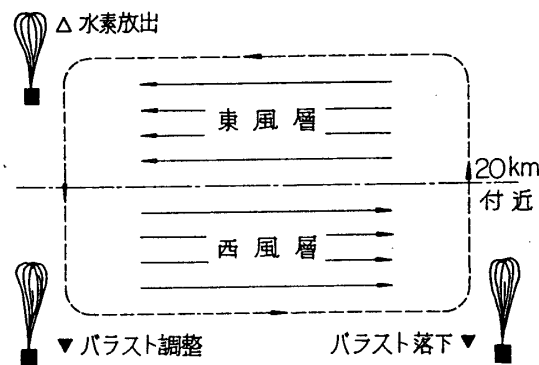 △ 水素放出
東風層
20km
付近
西風層
▼ バラスト調整
バラスト落下 ▼